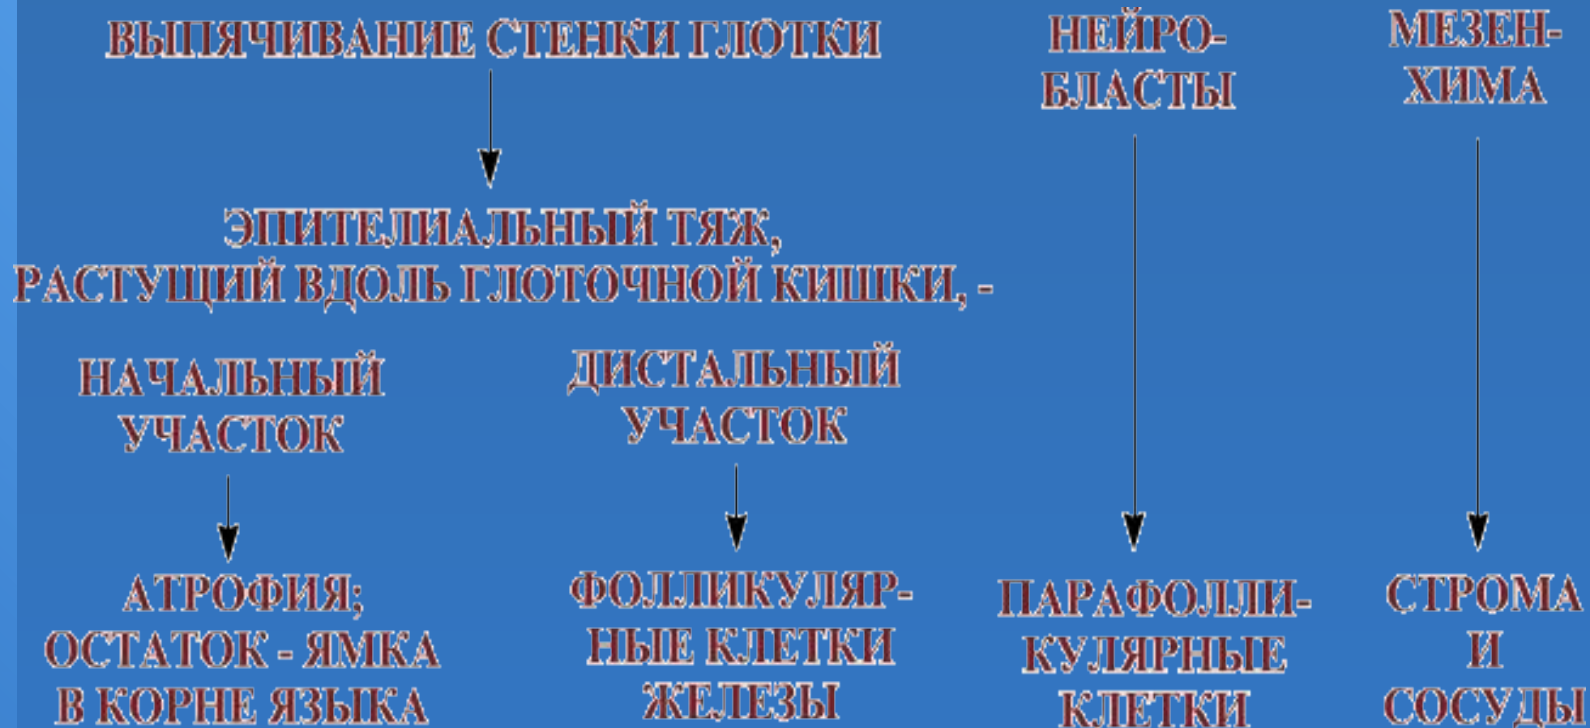 ВЫПЯЧИВАНИЕ СТЕНКИ ГЛОТКИ
НЕЙРО-
БЛАСТЫ
МЕЗЕН-
ХИМА
ЭПИТЕЛИАЛЬНЫЙ ТЯЖ,
РАСТУЩИЙ ВДОЛЬ ГЛОТОЧНОЙ КИШКИ, -
НАЧАЛЬНЫЙ
УЧАСТОК
ДИСТАЛЬНЫЙ
УЧАСТОК
АТРОФИЯ;
ОСТАТОК - ЯМКА
В КОРНЕ ЯЗЫКА
ФОЛЛИКУЛЯР-
НЫЕ КЛЕТКИ
ЖЕЛЕЗЫ
ПАРАФОЛЛИ-
КУЛЯРНЫЕ
КЛЕТКИ
СТРОМА
И
СОСУДЫ